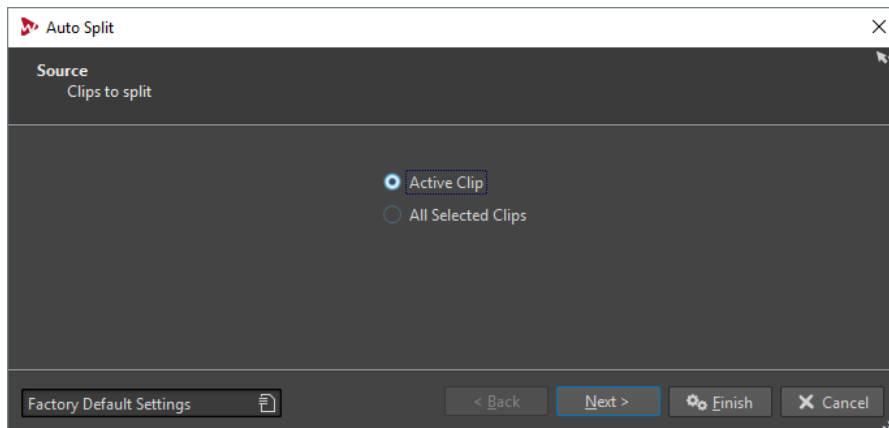 Auto Split
Source
Clips to split
Active Clip
All Selected Clips
Factory Default Settings
< Back
Next >
Finish
Cancel